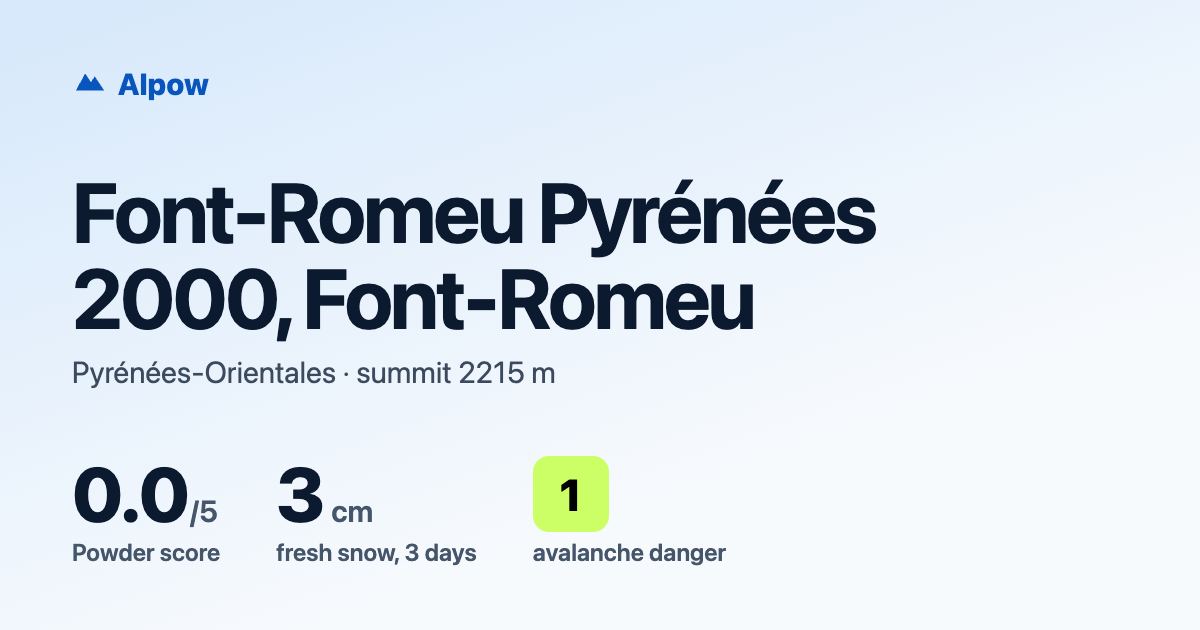 Alpow
Font-Romeu Pyrénées
2000, Font-Romeu
Pyrénées-Orientales · summit 2215 m
0.0/5
3 cm
1
Powder score
fresh snow, 3 days
avalanche danger